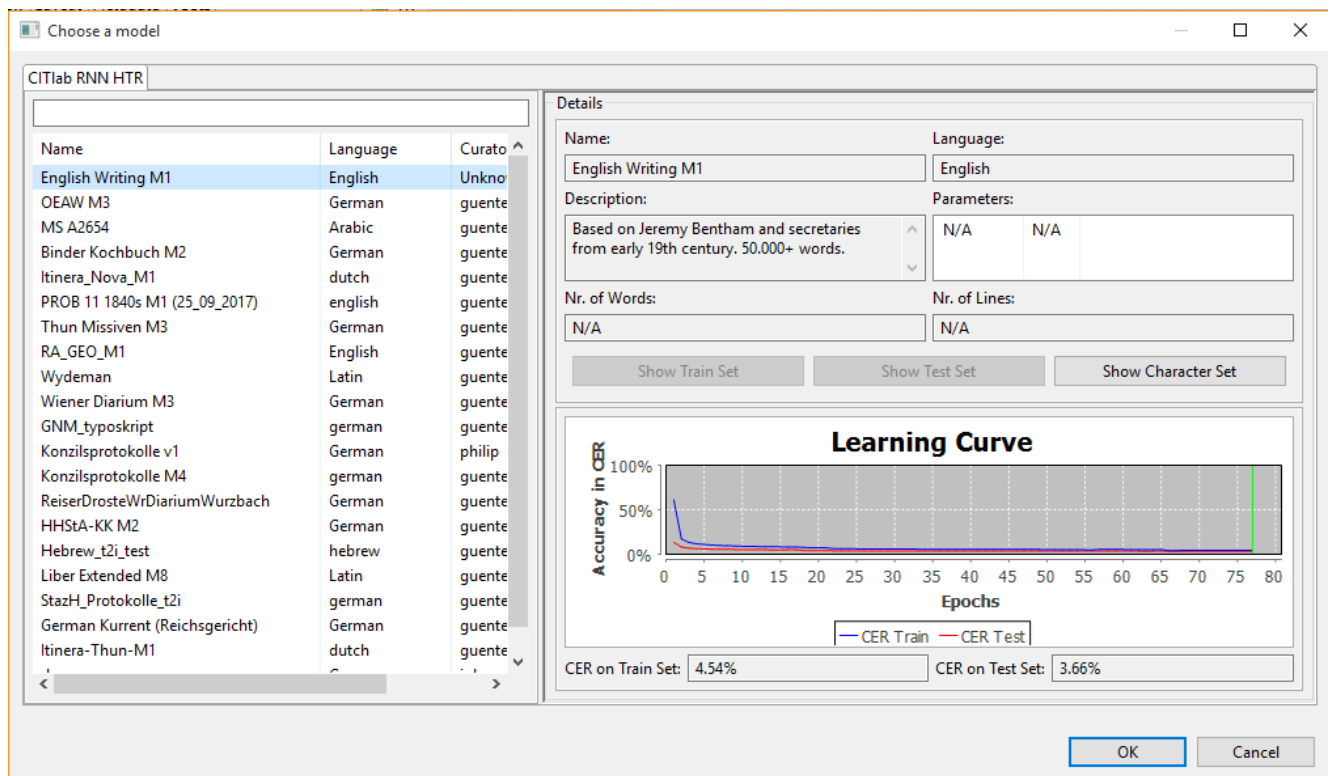 Choose a model
CITlab RNN HTR
Name Language Curato
English Writing M1 English Unkno
OEAW M3 German guente
MS A2654 Arabic guente
Binder Kochbuch M2 German guente
Itinera_Nova_M1 dutch guente
PROB 11 1840s M1 (25_09_2017) english guente
Thun Missiven M3 German guente
RA_GEO_M1 English guente
Wydeman Latin guente
Wiener Diarium M3 German guente
GNM_typoskript german guente
Konzilsprotokolle v1 German philip
Konzilsprotokolle M4 german guente
ReiserDrosteWrDiariumWurzbach German guente
HHStA-KK M2 German guente
Hebrew_t2i_test hebrew guente
Liber Extended M8 Latin guente
StazH_Protokolle_t2i german guente
German Kurrent (Reichsgericht) German guente
Itinera-Thun-M1 dutch guente
Details
Name: Language:
English Writing M1 English
Description: Parameters:
Based on Jeremy Bentham and secretaries N/A N/A
from early 19th century. 50.000+ words.
Nr. of Words: Nr. of Lines:
N/A N/A
Show Train Set Show Test Set Show Character Set
Learning Curve
Accuracy in CER
100%
50%
0%
0 5 10 15 20 25 30 35 40 45 50 55 60 65 70 75 80
Epochs
CER Train CER Test
CER on Train Set: 4.54% CER on Test Set: 3.66%
OK Cancel